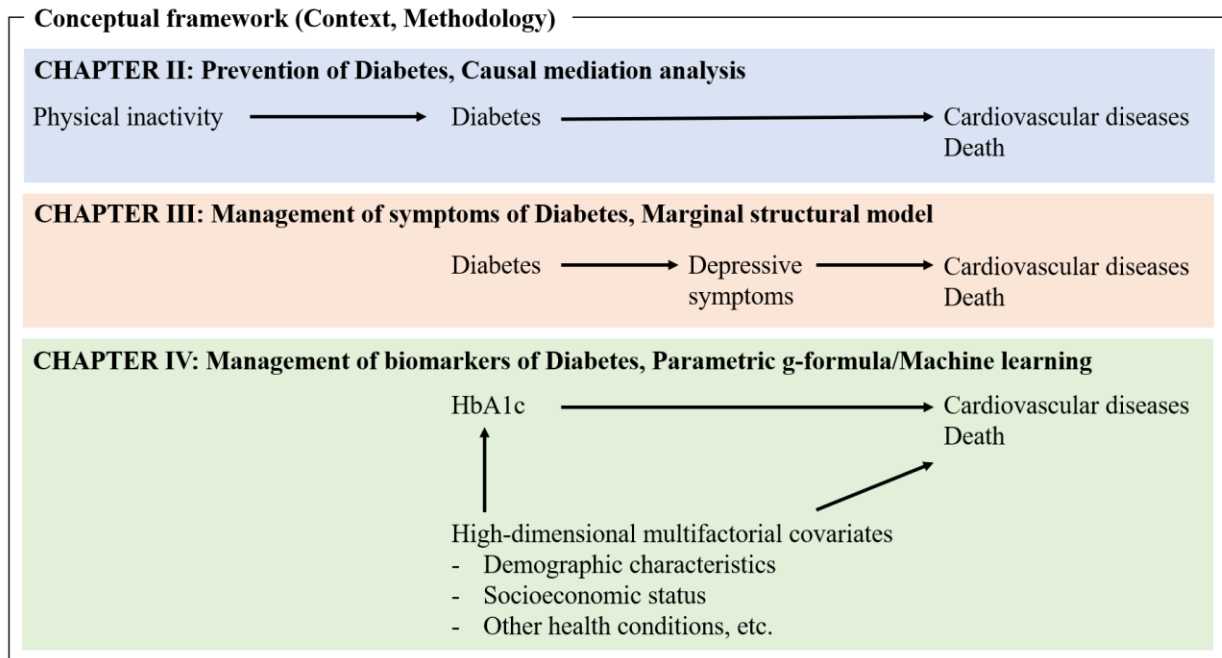 Conceptual framework (Context, Methodology)
CHAPTER II: Prevention of Diabetes, Causal mediation analysis
Physical inactivity Diabetes Cardiovascular diseases
Death
CHAPTER III: Management of symptoms of Diabetes, Marginal structural model
Diabetes Depressive Cardiovascular diseases
symptoms Death
CHAPTER IV: Management of biomarkers of Diabetes, Parametric g-formula/Machine learning
HbA1c Cardiovascular diseases
Death
High-dimensional multifactorial covariates
- Demographic characteristics
- Socioeconomic status
- Other health conditions, etc.